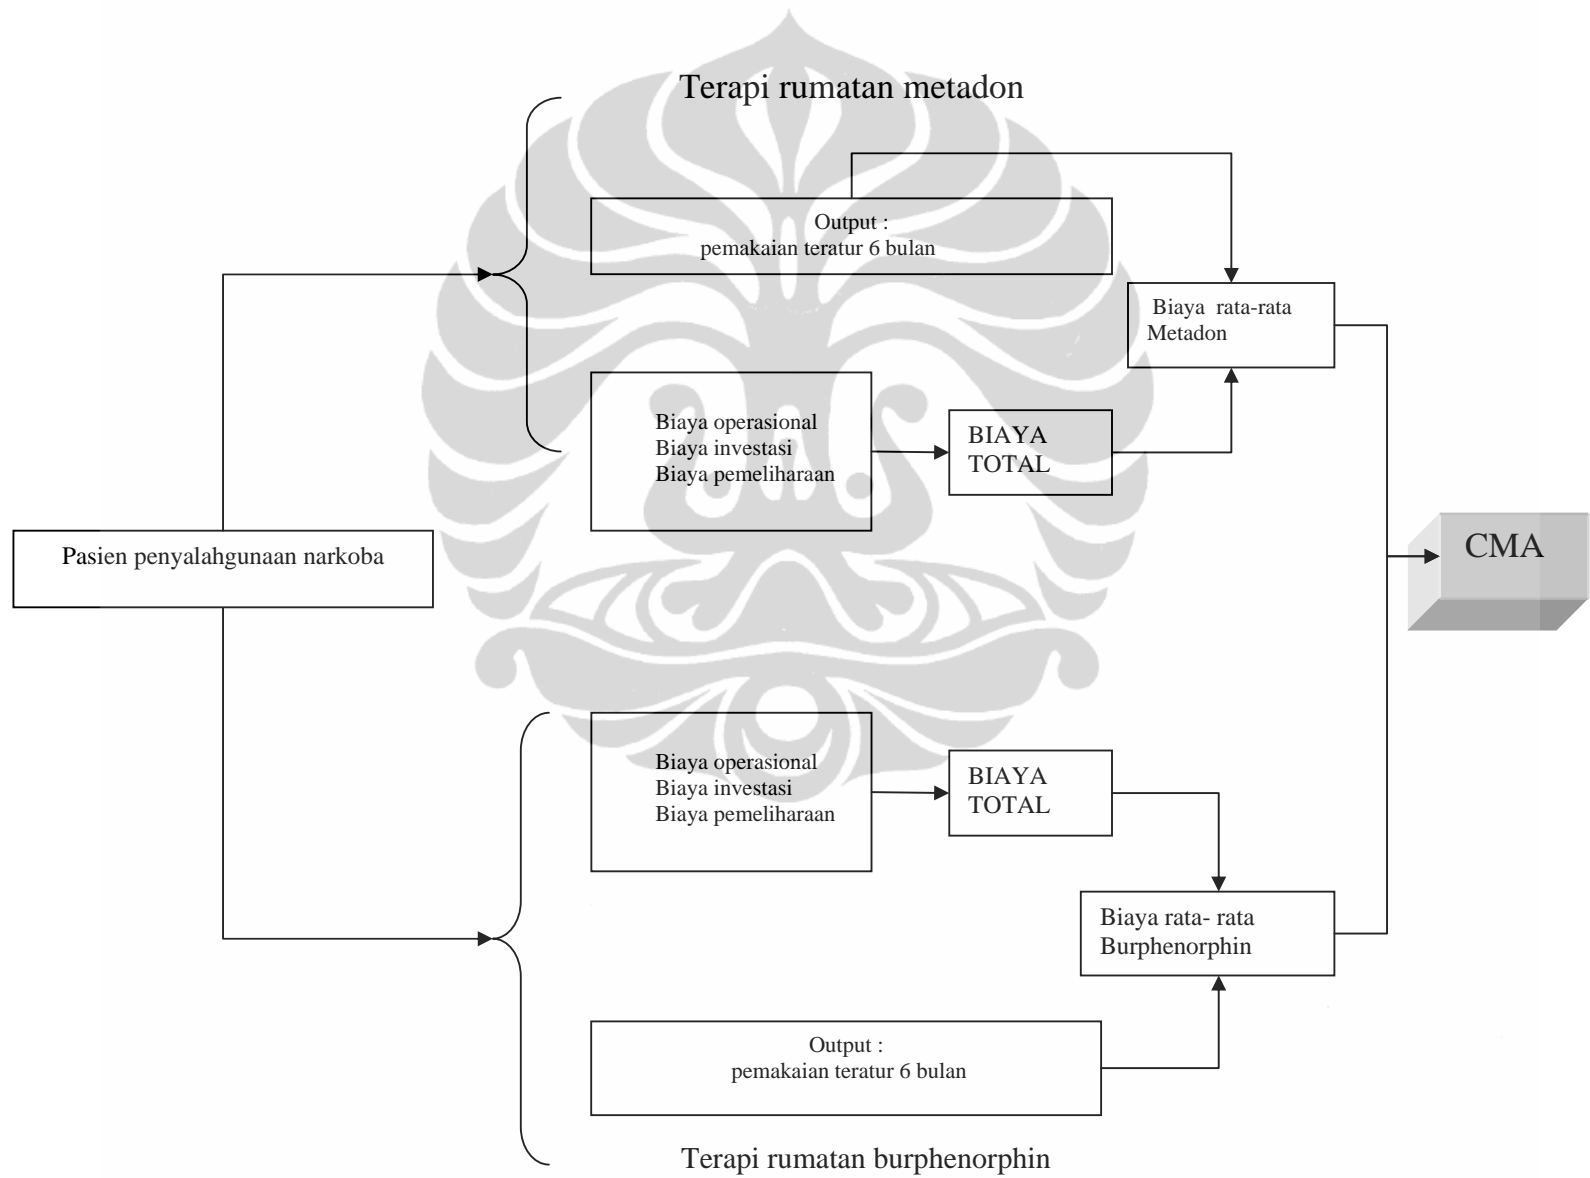 Terapi rumatan metadon
Output :
pemakaian teratur 6 bulan
Biaya rata-rata
Metadon
Biaya operasional
Biaya investasi
Biaya pemeliharaan
BIAYA
TOTAL
Pasien penyalahgunaan narkoba
CMA
Biaya operasional
Biaya investasi
Biaya pemeliharaan
BIAYA
TOTAL
Biaya rata- rata
Burphenorphin
Output :
pemakaian teratur 6 bulan
Terapi rumatan burphenorphin